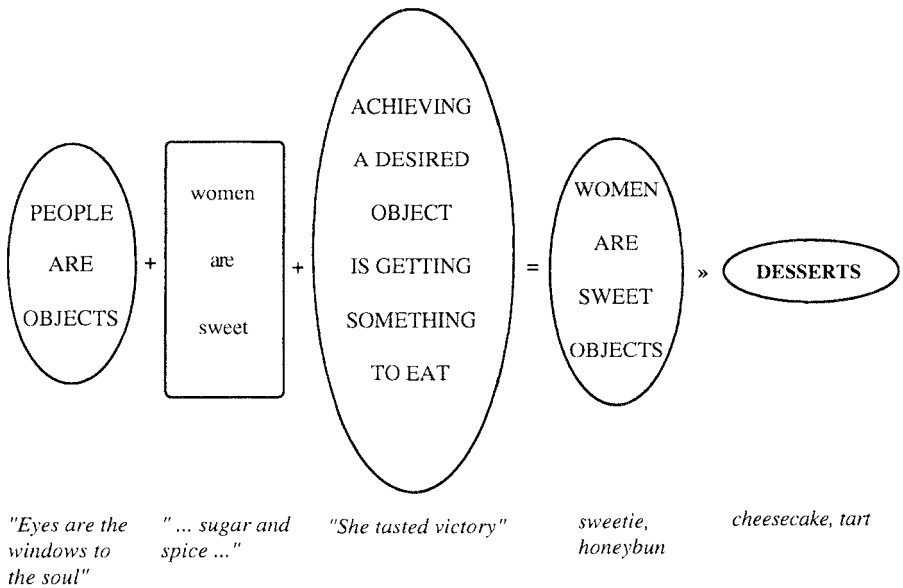 PEOPLE
ARE
OBJECTS
+
women
are
sweet
+
ACHIEVING
A DESIRED
OBJECT
IS GETTING
SOMETHING
TO EAT
=
WOMEN
ARE
SWEET
OBJECTS
»
DESSERTS
"Eyes are the
windows to
the soul"
" ... sugar and
spice ..."
"She tasted victory"
sweetie,
honeybun
cheesecake, tart